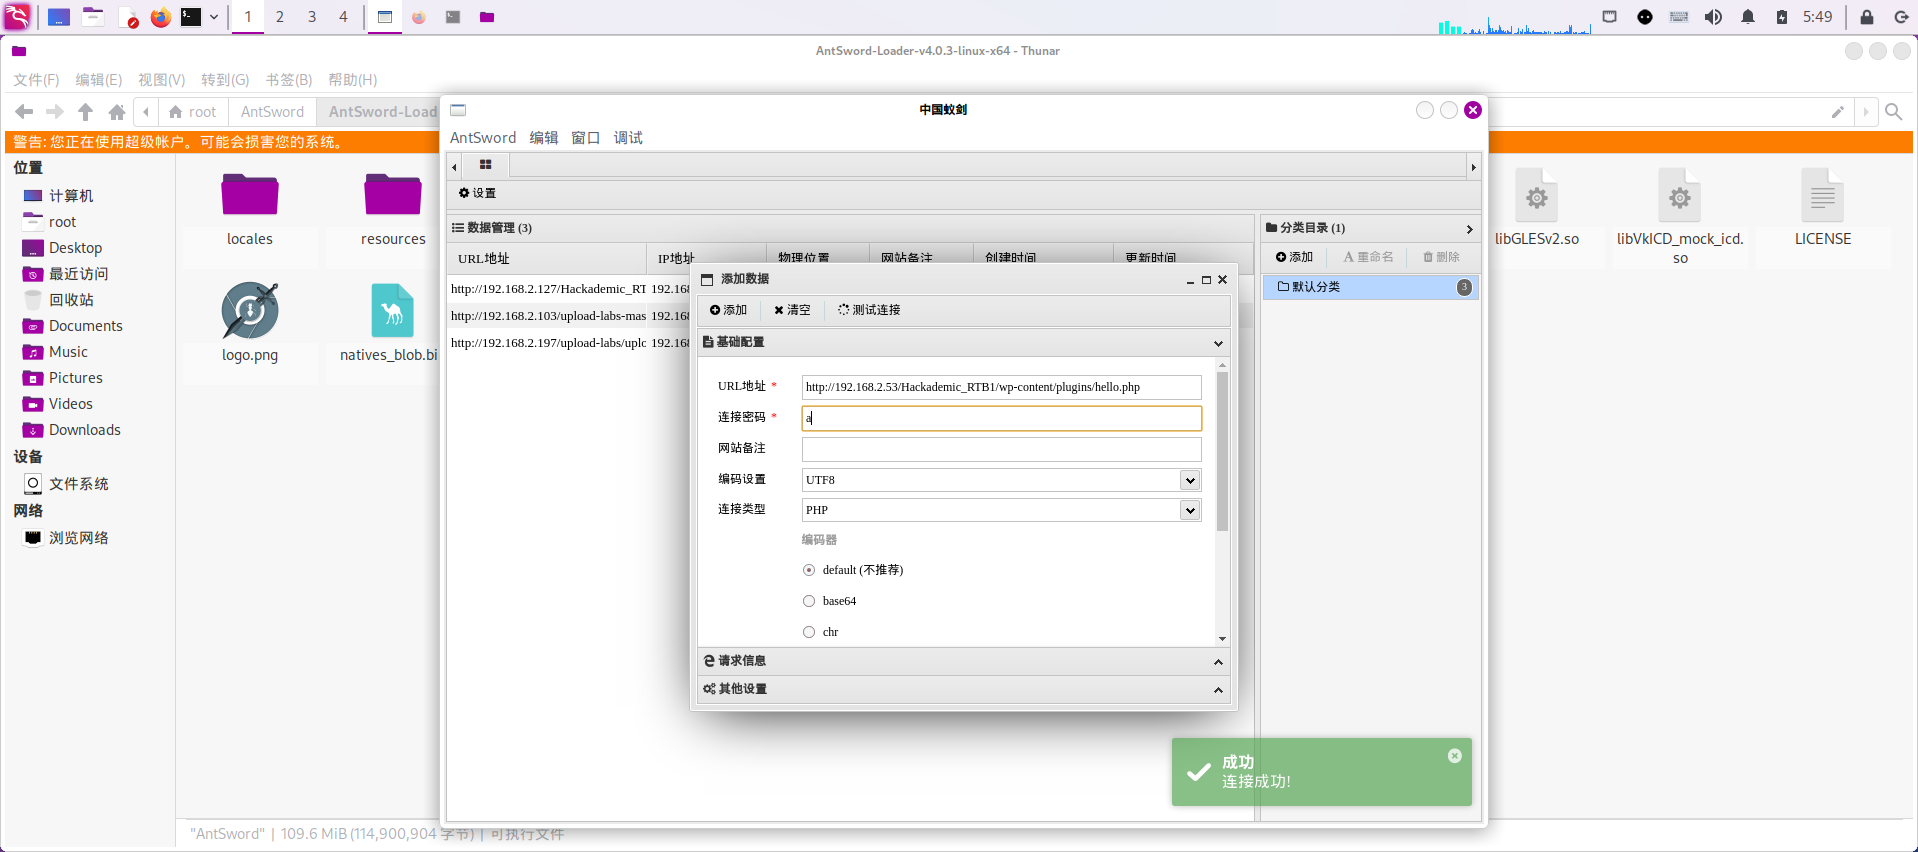 1 2 3 4
5:49
AntSword-Loader-v4.0.3-linux-x64 - Thunar
文件(F) 编辑(E) 视图(V) 转到(G) 书签(B) 帮助(H)
root AntSword AntSword-Load
警告: 您正在使用超级帐户。可能会损害您的系统。
位置
计算机
root
Desktop
最近访问
回收站
Documents
Music
Pictures
Videos
Downloads
设备
文件系统
网络
浏览网络
locales
resources
logo.png
natives_blob.bi
libGLESv2.so
libVkICD_mock_icd.
so
LICENSE
"AntSword" | 109.6 MiB (114,900,904 字节) | 可执行文件
中国蚁剑
AntSword 编辑 窗口 调试
设置
数据管理 (3)
URL地址 IP地址 物理位置 网站备注 创建时间 更新时间
http://192.168.2.127/Hackademic_RT 192.168
http://192.168.2.103/upload-labs-mas 192.168
http://192.168.2.197/upload-labs/uplo 192.168
分类目录 (1)
添加 重命名 删除
默认分类 3
添加数据
添加 清空 测试连接
基础配置
URL地址 * http://192.168.2.53/Hackademic_RTB1/wp-content/plugins/hello.php
连接密码 * a
网站备注
编码设置 UTF8
连接类型 PHP
编码器
default (不推荐)
base64
chr
请求信息
其他设置
成功
连接成功!